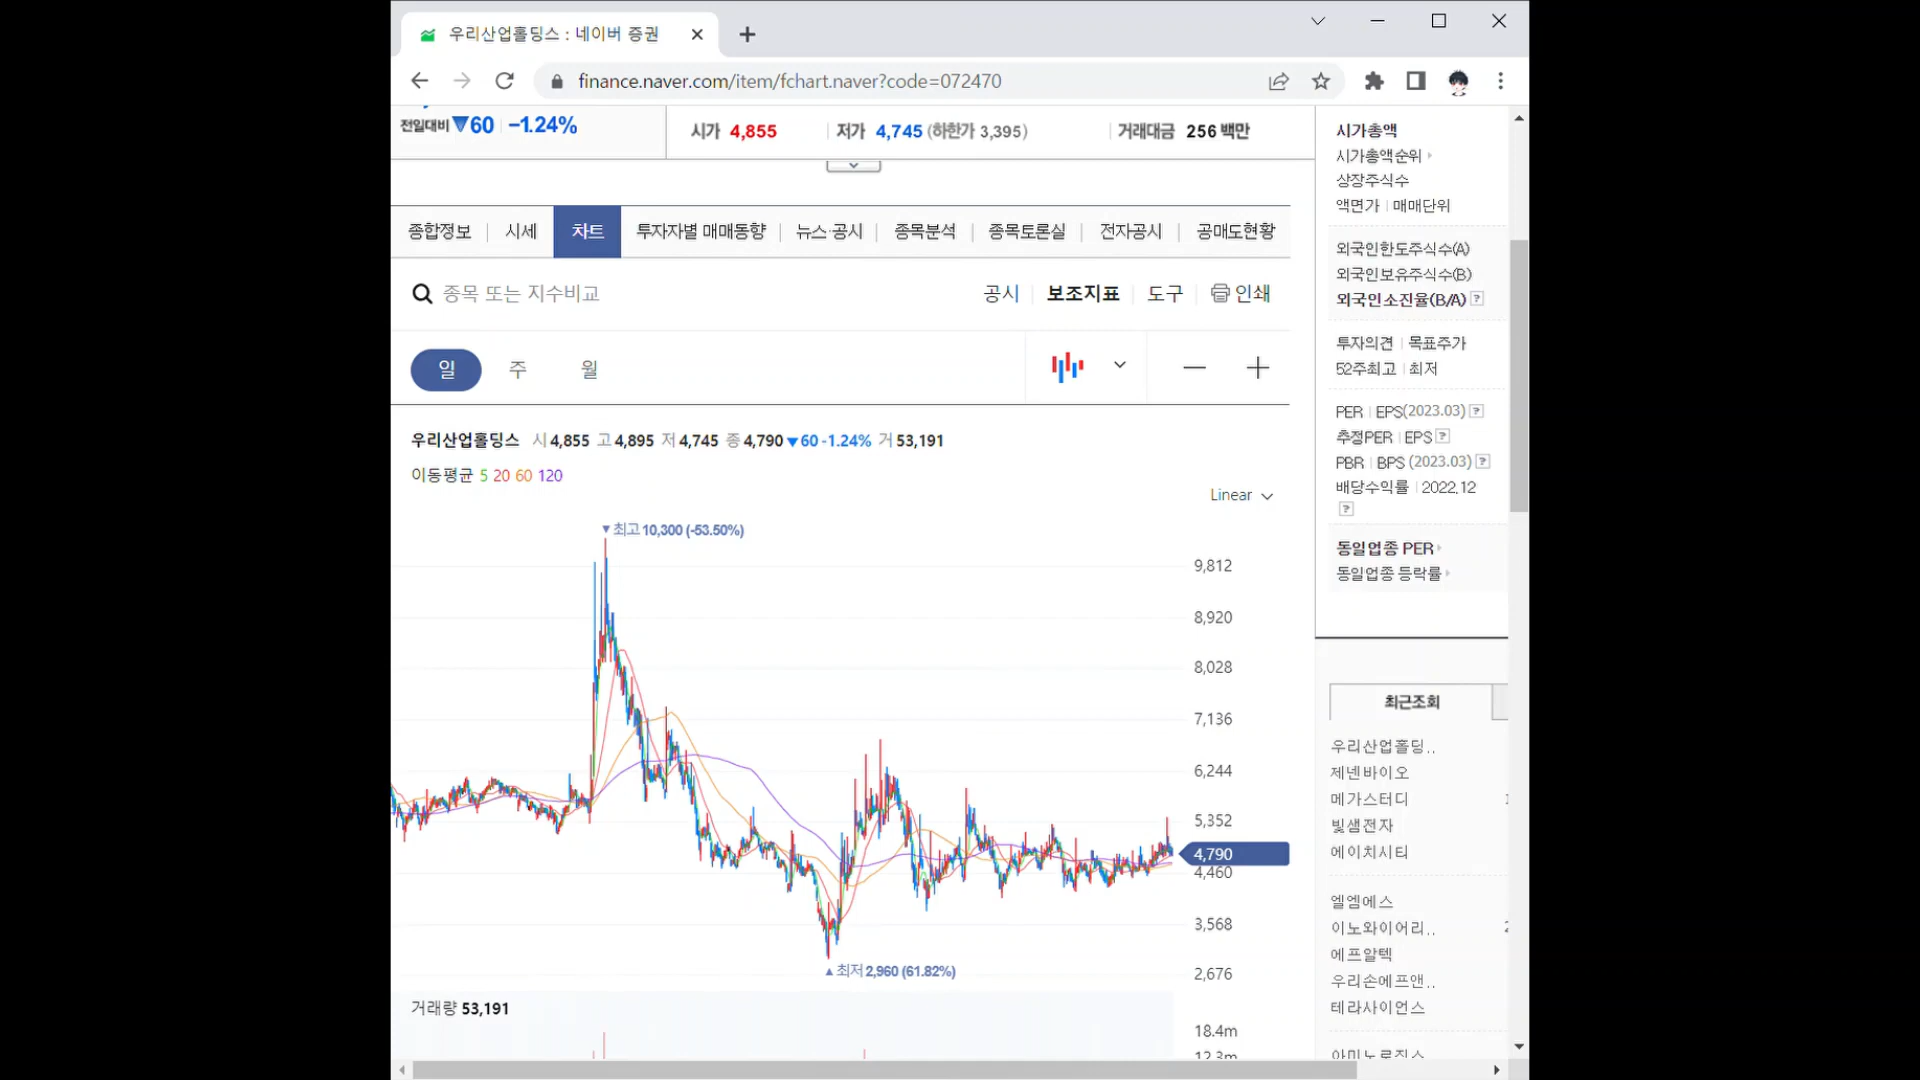 우리산업홀딩스 : 네이버 증권
finance.naver.com/item/fchart.naver?code=072470
전일대비 ▼60 −1.24%
시가 4,855 저가 4,745 (하한가 3,395) 거래대금 256 백만
종합정보 시세 차트 투자자별 매매동향 뉴스·공시 종목분석 종목토론실 전자공시 공매도현황
종목 또는 지수비교 공시 보조지표 도구 인쇄
일 주 월
우리산업홀딩스 시 4,855 고 4,895 저 4,745 종 4,790 ▼60 -1.24% 거 53,191
이동평균 5 20 60 120
Linear
▼최고 10,300 (-53.50%)
9,812
8,920
8,028
7,136
6,244
5,352
4,790
4,460
3,568
2,676
▲최저 2,960 (61.82%)
거래량 53,191
18.4m
12.3m
시가총액
시가총액순위
상장주식수
액면가 | 매매단위
외국인한도주식수(A)
외국인보유주식수(B)
외국인소진율(B/A) ?
투자의견 | 목표주가
52주최고 | 최저
PER | EPS(2023.03) ?
추정PER | EPS ?
PBR | BPS (2023.03) ?
배당수익률 | 2022.12
?
동일업종 PER
동일업종 등락률
최근조회
우리산업홀딩..
제넨바이오
메가스터디
빛샘전자
에이치시티
엘엠에스
이노와이어리..
에프알텍
우리손에프앤..
테라사이언스